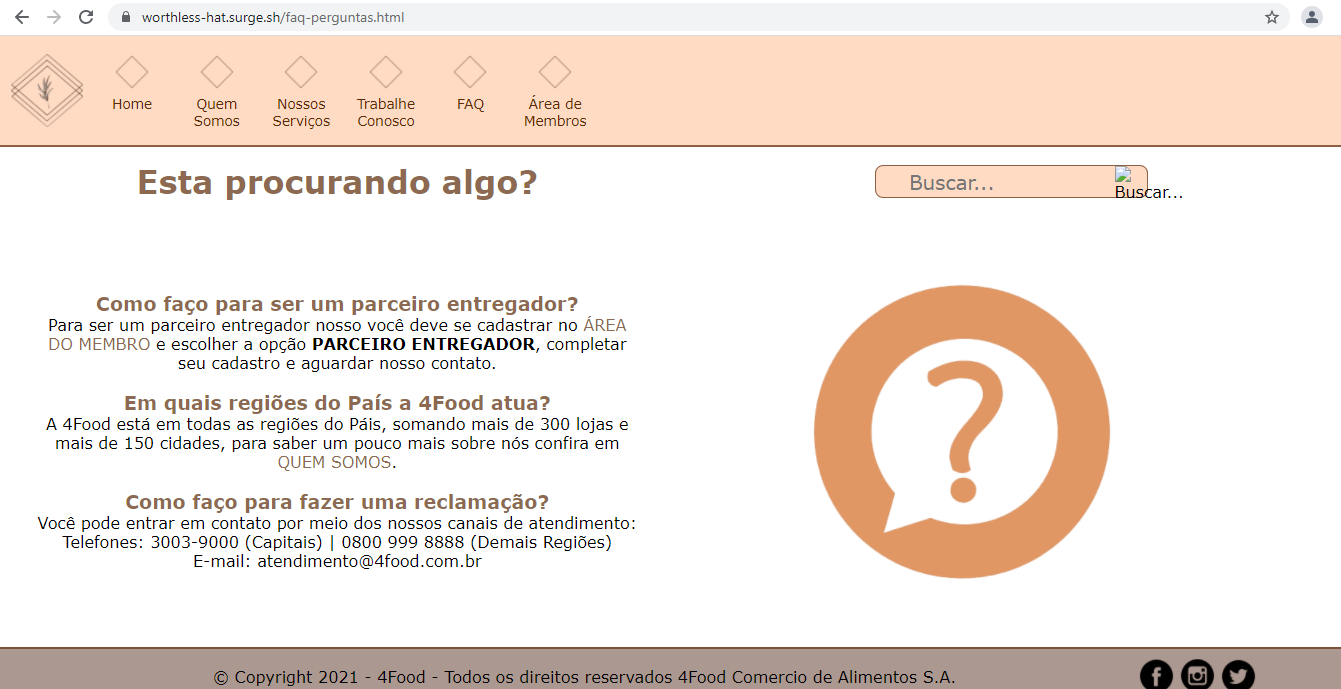 worthless-hat.surge.sh/faq-perguntas.html
Home
Quem
Somos
Nossos
Serviços
Trabalhe
Conosco
FAQ
Área de
Membros
Esta procurando algo?
Buscar...
Buscar...
Como faço para ser um parceiro entregador?
Para ser um parceiro entregador nosso você deve se cadastrar no ÁREA
DO MEMBRO e escolher a opção PARCEIRO ENTREGADOR, completar
seu cadastro e aguardar nosso contato.
Em quais regiões do País a 4Food atua?
A 4Food está em todas as regiões do Páis, somando mais de 300 lojas e
mais de 150 cidades, para saber um pouco mais sobre nós confira em
QUEM SOMOS.
Como faço para fazer uma reclamação?
Você pode entrar em contato por meio dos nossos canais de atendimento:
Telefones: 3003-9000 (Capitais) | 0800 999 8888 (Demais Regiões)
E-mail: atendimento@4food.com.br
?
© Copyright 2021 - 4Food - Todos os direitos reservados 4Food Comercio de Alimentos S.A.